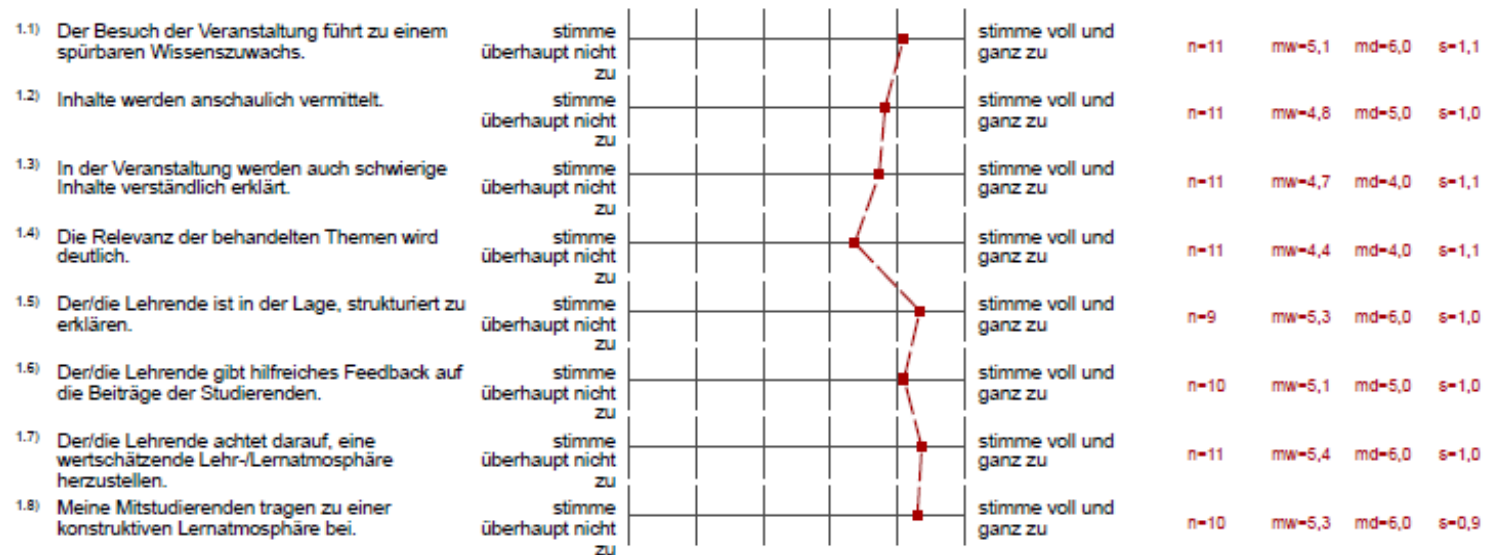 1.1) Der Besuch der Veranstaltung führt zu einem
spürbaren Wissenszuwachs.
stimme
überhaupt nicht
zu
stimme voll und
ganz zu
n=11 mw=5,1 md=6,0 s=1,1
1.2) Inhalte werden anschaulich vermittelt.
stimme
überhaupt nicht
zu
stimme voll und
ganz zu
n=11 mw=4,8 md=5,0 s=1,0
1.3) In der Veranstaltung werden auch schwierige
Inhalte verständlich erklärt.
stimme
überhaupt nicht
zu
stimme voll und
ganz zu
n=11 mw=4,7 md=4,0 s=1,1
1.4) Die Relevanz der behandelten Themen wird
deutlich.
stimme
überhaupt nicht
zu
stimme voll und
ganz zu
n=11 mw=4,4 md=4,0 s=1,1
1.5) Der/die Lehrende ist in der Lage, strukturiert zu
erklären.
stimme
überhaupt nicht
zu
stimme voll und
ganz zu
n=9 mw=5,3 md=6,0 s=1,0
1.6) Der/die Lehrende gibt hilfreiches Feedback auf
die Beiträge der Studierenden.
stimme
überhaupt nicht
zu
stimme voll und
ganz zu
n=10 mw=5,1 md=5,0 s=1,0
1.7) Der/die Lehrende achtet darauf, eine
wertschätzende Lehr-/Lernatmosphäre
herzustellen.
stimme
überhaupt nicht
zu
stimme voll und
ganz zu
n=11 mw=5,4 md=6,0 s=1,0
1.8) Meine Mitstudierenden tragen zu einer
konstruktiven Lernatmosphäre bei.
stimme
überhaupt nicht
zu
stimme voll und
ganz zu
n=10 mw=5,3 md=6,0 s=0,9